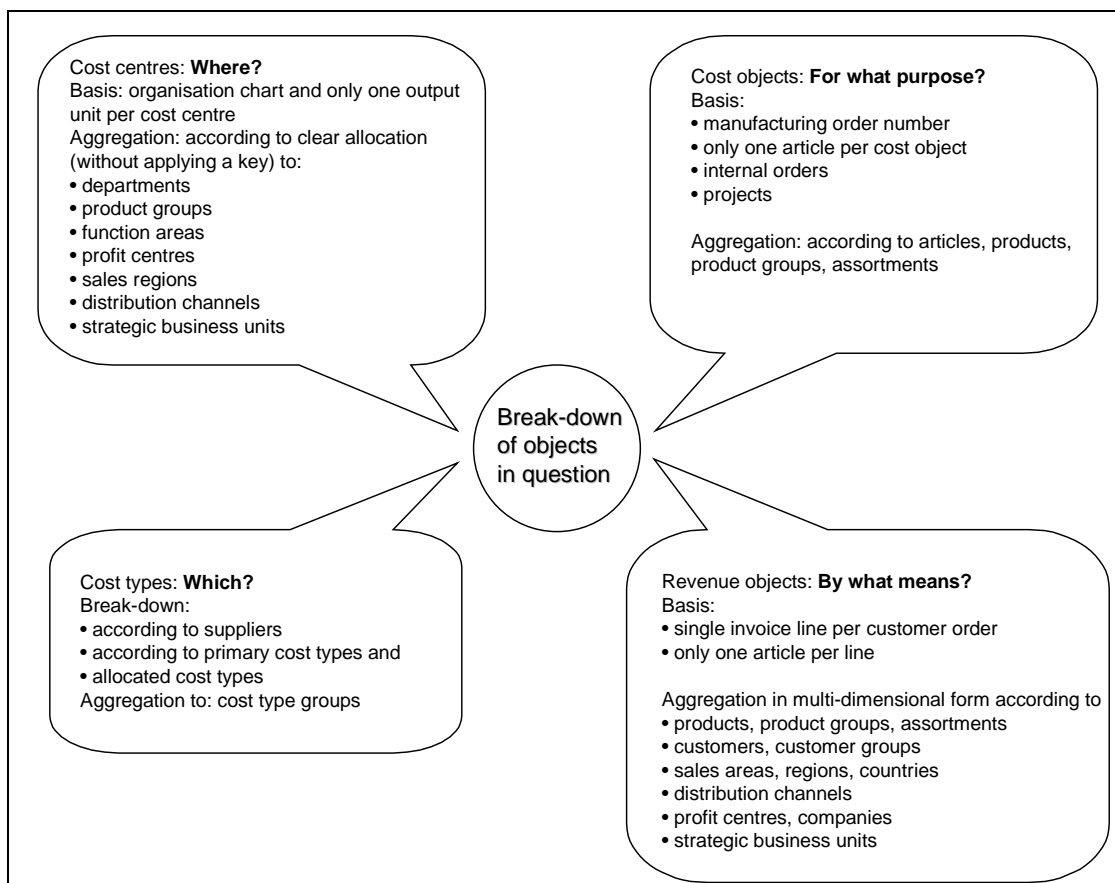 Cost centres: Where?
Basis: organisation chart and only one output
unit per cost centre
Aggregation: according to clear allocation
(without applying a key) to:
• departments
• product groups
• function areas
• profit centres
• sales regions
• distribution channels
• strategic business units
Cost objects: For what purpose?
Basis:
• manufacturing order number
• only one article per cost object
• internal orders
• projects
Aggregation: according to articles, products,
product groups, assortments
Break-down
of objects
in question
Cost types: Which?
Break-down:
• according to suppliers
• according to primary cost types and
• allocated cost types
Aggregation to: cost type groups
Revenue objects: By what means?
Basis:
• single invoice line per customer order
• only one article per line
Aggregation in multi-dimensional form according to
• products, product groups, assortments
• customers, customer groups
• sales areas, regions, countries
• distribution channels
• profit centres, companies
• strategic business units